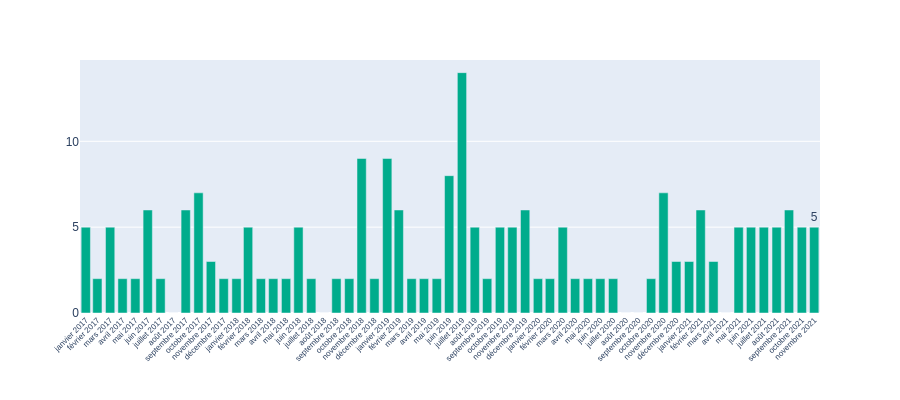 10
5
5
0
janvier 2017
février 2017
mars 2017
avril 2017
mai 2017
juin 2017
juillet 2017
août 2017
septembre 2017
octobre 2017
novembre 2017
décembre 2017
janvier 2018
février 2018
mars 2018
avril 2018
mai 2018
juin 2018
juillet 2018
août 2018
septembre 2018
octobre 2018
novembre 2018
décembre 2018
janvier 2019
février 2019
mars 2019
avril 2019
mai 2019
juin 2019
juillet 2019
août 2019
septembre 2019
octobre 2019
novembre 2019
décembre 2019
janvier 2020
février 2020
mars 2020
avril 2020
mai 2020
juin 2020
juillet 2020
août 2020
septembre 2020
octobre 2020
novembre 2020
décembre 2020
janvier 2021
février 2021
mars 2021
avril 2021
mai 2021
juin 2021
juillet 2021
août 2021
septembre 2021
octobre 2021
novembre 2021